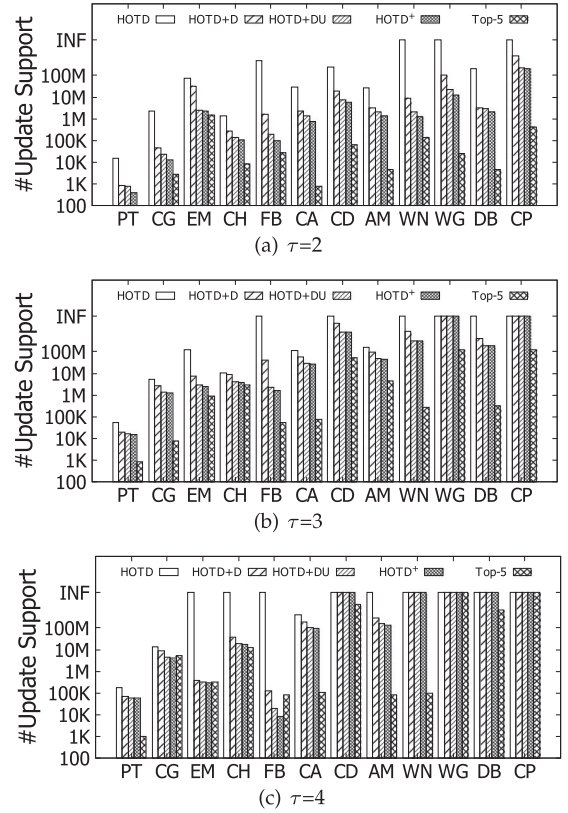 HOTD HOTD+D HOTD+DU HOTD⁺ Top-5
#Update Support
INF
100M
10M
1M
100K
10K
1K
100
PT CG EM CH FB CA CD AM WN WG DB CP
(a) τ=2
HOTD HOTD+D HOTD+DU HOTD⁺ Top-5
#Update Support
INF
100M
10M
1M
100K
10K
1K
100
PT CG EM CH FB CA CD AM WN WG DB CP
(b) τ=3
HOTD HOTD+D HOTD+DU HOTD⁺ Top-5
#Update Support
INF
100M
10M
1M
100K
10K
1K
100
PT CG EM CH FB CA CD AM WN WG DB CP
(c) τ=4